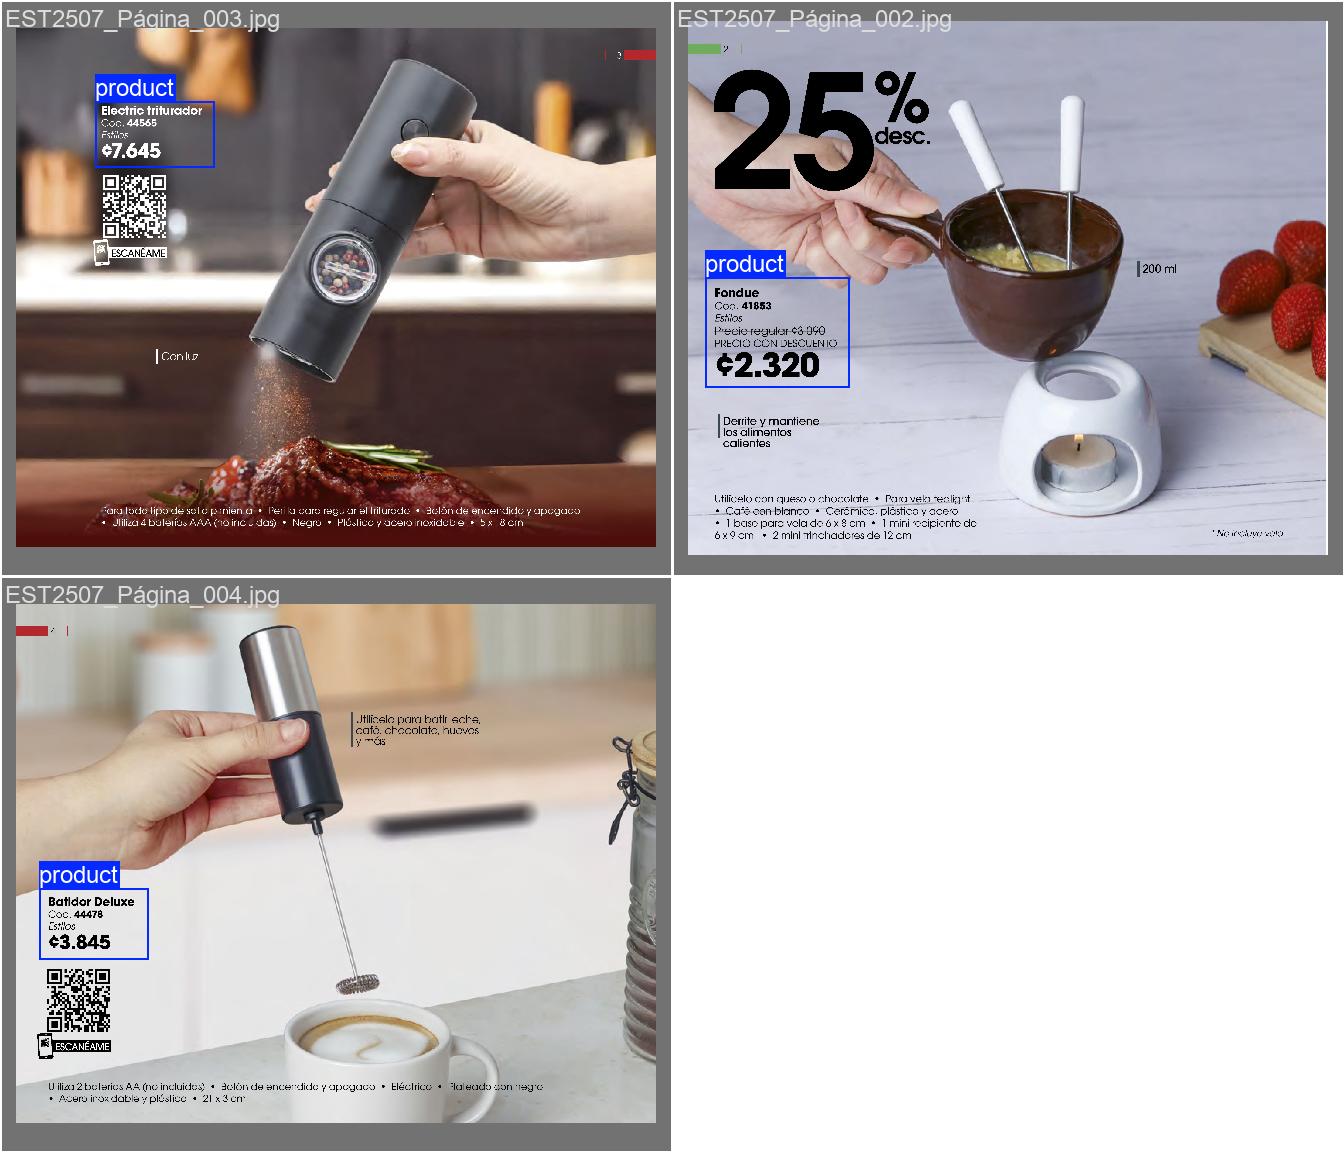 EST2507_Página_003.jpg
3
product
Electric triturador
Cod. 44565
Estilos
¢7.645
ESCANÉAME
Con luz
Para todo tipo de sal o pimienta • Perilla para regular el triturado • Botón de encendido y apagado
• Utiliza 4 baterías AAA (no incluidas) • Negro • Plástico y acero inoxidable • 5 x 18 cm
EST2507_Página_002.jpg
2
25%
desc.
200 ml
product
Fondue
Cod. 41853
Estilos
Precio regular ¢3.090
PRECIO CON DESCUENTO
¢2.320
Derrite y mantiene
los alimentos
calientes
Utilícelo con queso o chocolate • Para vela tealight
• Café con blanco • Cerámica, plástico y acero
• 1 base para vela de 6 x 8 cm • 1 mini recipiente de
6 x 9 cm • 2 mini trinchadores de 12 cm
* No incluye vela
EST2507_Página_004.jpg
4
Utilícelo para batir leche,
café, chocolate, huevos
y más
product
Batidor Deluxe
Cod. 44478
Estilos
¢3.845
ESCANÉAME
Utiliza 2 baterías AA (no incluidas) • Botón de encendido y apagado • Eléctrico • Plateado con negro
• Acero inoxidable y plástico • 21 x 3 cm